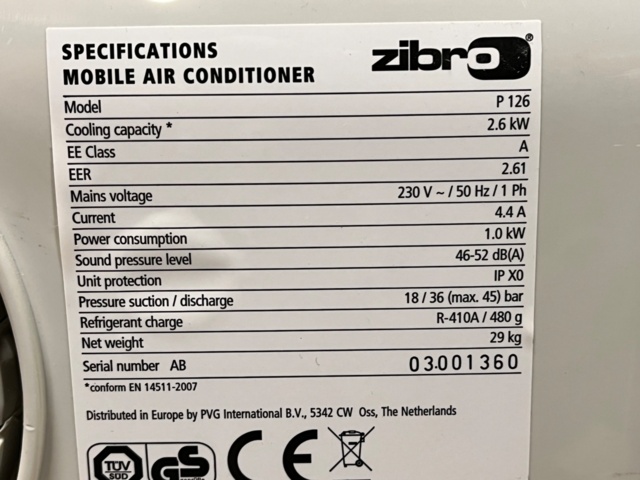 SPECIFICATIONS
MOBILE AIR CONDITIONER
zibro®
Model P 126
Cooling capacity * 2.6 kW
EE Class A
EER 2.61
Mains voltage 230 V ~ / 50 Hz / 1 Ph
Current 4.4 A
Power consumption 1.0 kW
Sound pressure level 46-52 dB(A)
Unit protection IP X0
Pressure suction / discharge 18 / 36 (max. 45) bar
Refrigerant charge R-410A / 480 g
Net weight 29 kg
Serial number AB 03.001360
*conform EN 14511-2007
Distributed in Europe by PVG International B.V., 5342 CW Oss, The Netherlands
TÜV SÜD GS CE